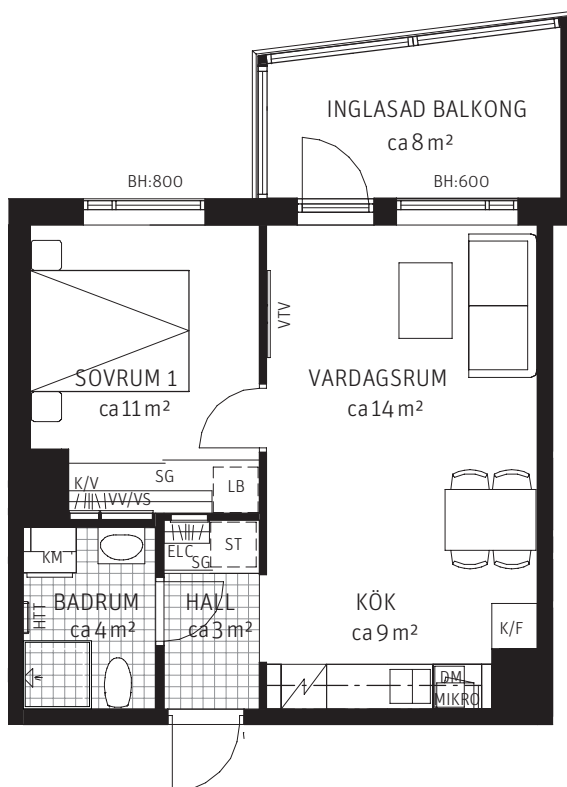 INGLASAD BALKONG
ca 8 m²
BH:800
BH:600
VTV
SOVRUM 1
ca 11 m²
VARDAGSRUM
ca 14 m²
SG
LB
K/V
VV/VS
ELC
ST
SG
KM
HTT
BADRUM
ca 4 m²
HALL
ca 3 m²
KÖK
ca 9 m²
K/F
DM
MIKRO